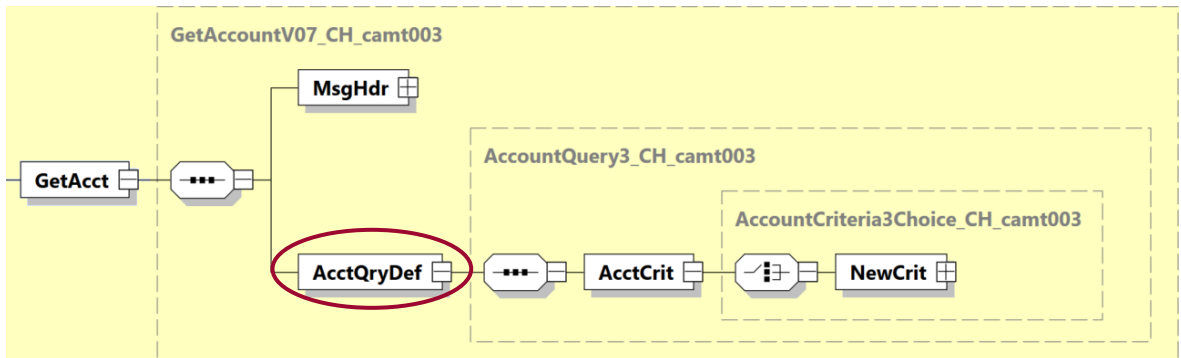 GetAccountV07_CH_camt003
MsgHdr
AccountQuery3_CH_camt003
GetAcct
AccountCriteria3Choice_CH_camt003
AcctQryDef
AcctCrit
NewCrit